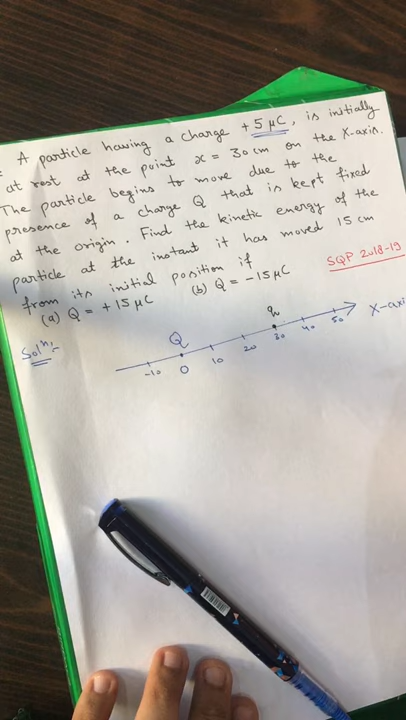 A particle having a charge +5 μC, is initially
at rest at the point x = 30 cm on the X-axis.
The particle begins to move due to the
presence of a charge Q that is kept fixed
at the origin. Find the kinetic energy of the
particle at the instant it has moved 15 cm
from its initial position if
(a) Q = +15 μC (b) Q = -15 μC
SQP 2018-19
Solⁿ:-
Q q X-axi
-10 0 10 20 30 40 50